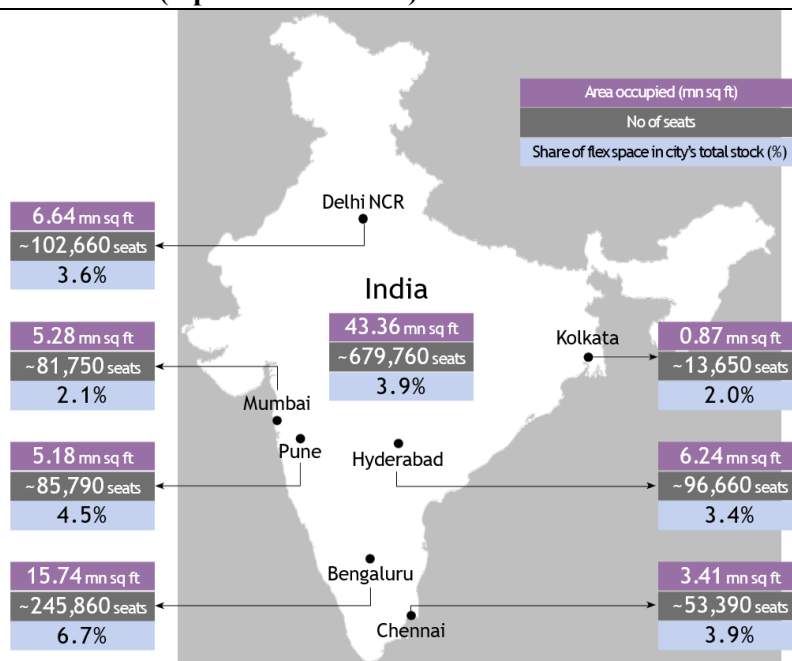 Area occupied (mn sq ft)
No of seats
Share of flex space in city's total stock (%)
Delhi NCR
6.64 mn sq ft
~102,660 seats
3.6%
India
43.36 mn sq ft
~679,760 seats
3.9%
5.28 mn sq ft
~81,750 seats
2.1%
Mumbai
Kolkata
0.87 mn sq ft
~13,650 seats
2.0%
5.18 mn sq ft
~85,790 seats
4.5%
Pune
Hyderabad
6.24 mn sq ft
~96,660 seats
3.4%
15.74 mn sq ft
~245,860 seats
6.7%
Bengaluru
Chennai
3.41 mn sq ft
~53,390 seats
3.9%